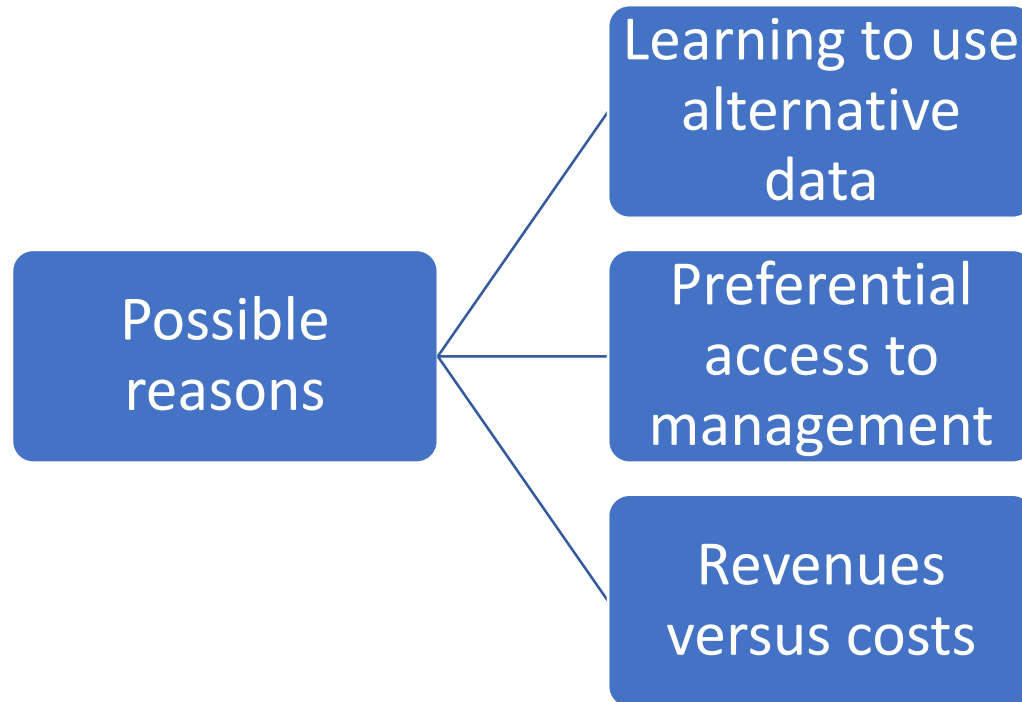 Learning to use
alternative
data
Possible
reasons
Preferential
access to
management
Revenues
versus costs